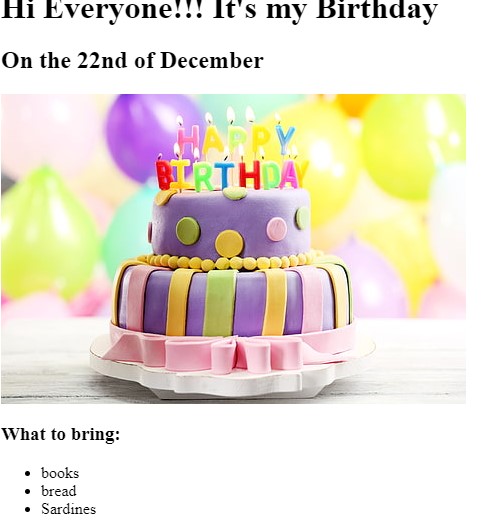 Hi Everyone!!! It's my Birthday
On the 22nd of December
HAPPY
BIRTHDAY
What to bring:
books
bread
Sardines